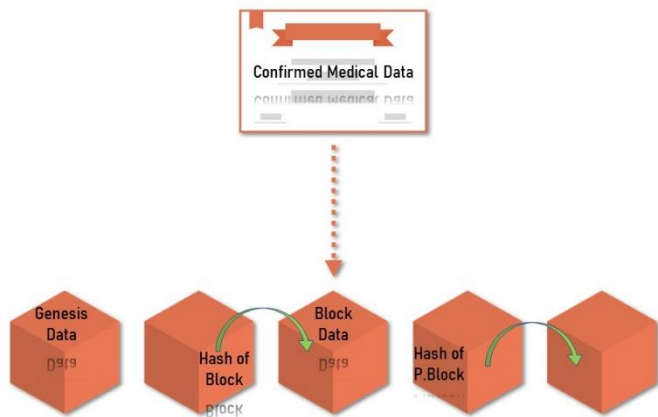 Confirmed Medical Data
Genesis
Data
Hash of
Block
Block
Data
Hash of
P.Block